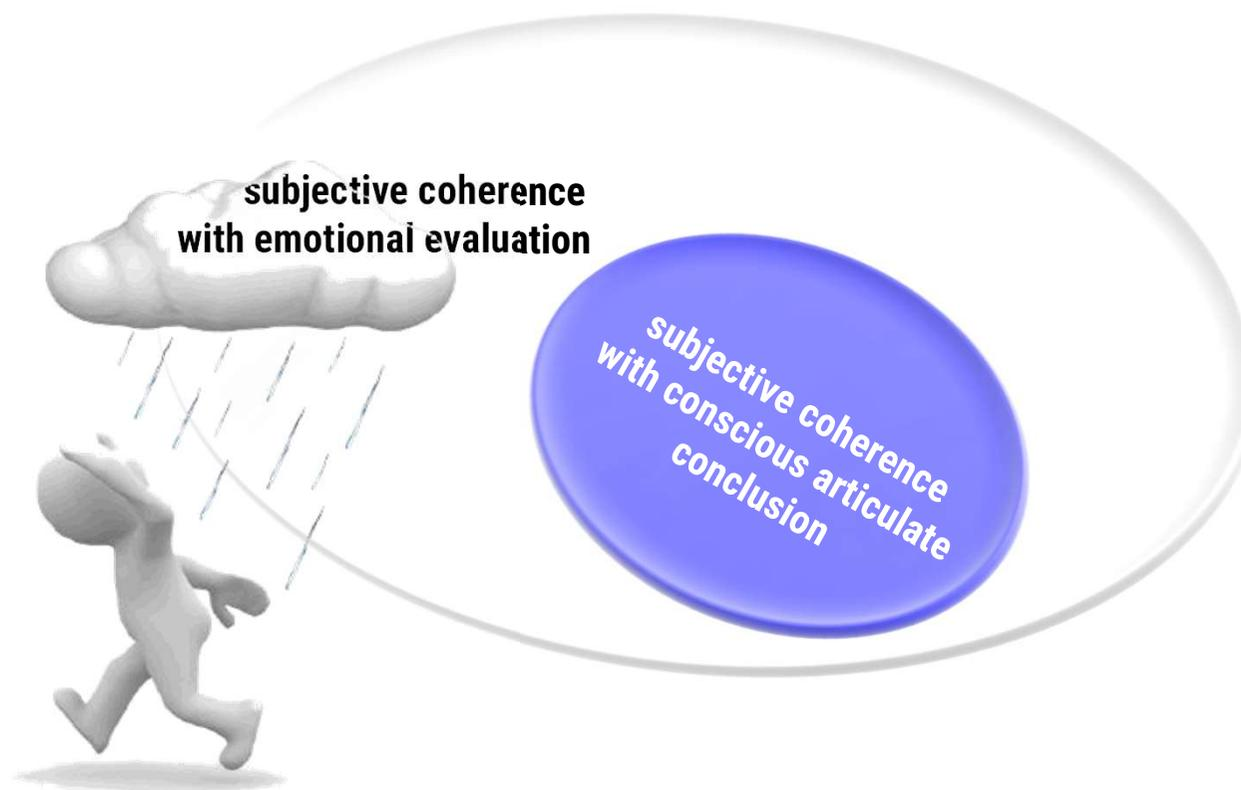 subjective coherence
with emotional evaluation
subjective coherence
with conscious articulate
conclusion